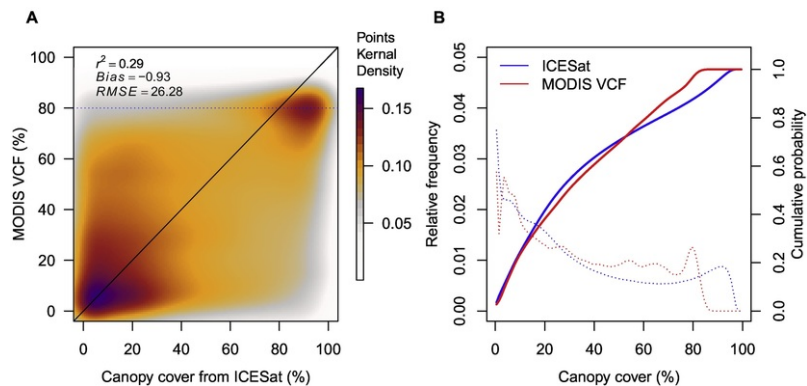 A
r² = 0.29
Bias = −0.93
RMSE = 26.28
MODIS VCF (%)
100
80
60
40
20
0
0 20 40 60 80 100
Canopy cover from ICESat (%)
Points
Kernal
Density
0.15
0.10
0.05
B
ICESat
MODIS VCF
Relative frequency
0.05
0.04
0.03
0.02
0.01
0.00
0 20 40 60 80 100
Canopy cover (%)
1.0
0.8
0.6
0.4
0.2
0.0
Cumulative probability